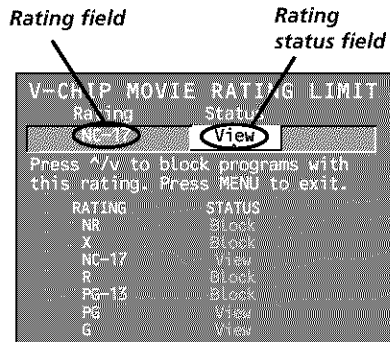 Rating field
Rating status field
V-CHIP MOVIE RATING LIMIT
Rating Status
NC-17 View
Press ^/v to block programs with
this rating. Press MENU to exit.
RATING STATUS
NR Block
X Block
NC-17 View
R Block
PG-13 Block
PG View
G View